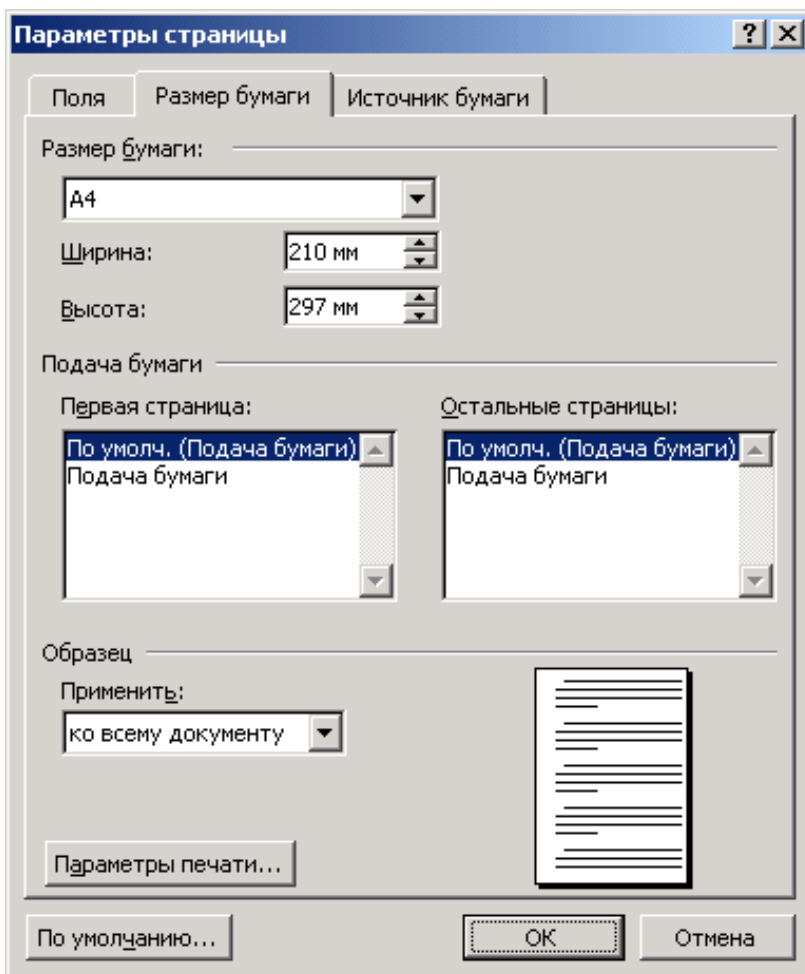 Параметры страницы
Поля Размер бумаги Источник бумаги
Размер бумаги:
A4
Ширина: 210 мм
Высота: 297 мм
Подача бумаги
Первая страница: Остальные страницы:
По умолч. (Подача бумаги) По умолч. (Подача бумаги)
Подача бумаги Подача бумаги
Образец
Применить:
ко всему документу
Параметры печати...
По умолчанию... OK Отмена